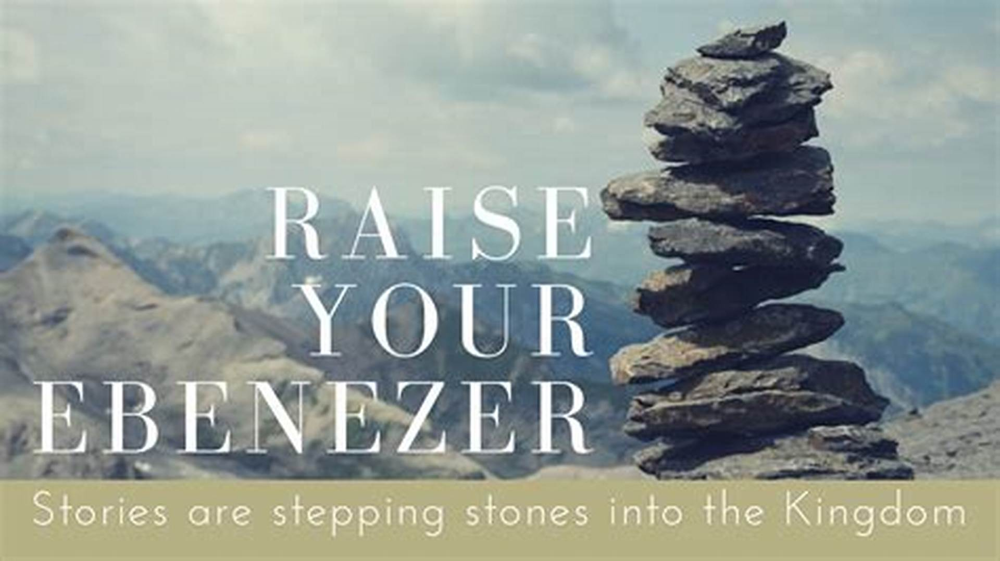 RAISE
YOUR
EBENEZER
Stories are stepping stones into the Kingdom